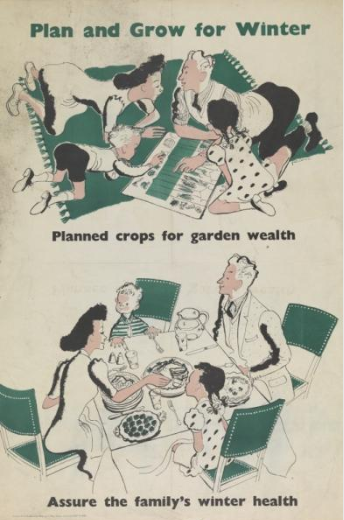 Plan and Grow for Winter
Planned crops for garden wealth
Assure the family's winter health